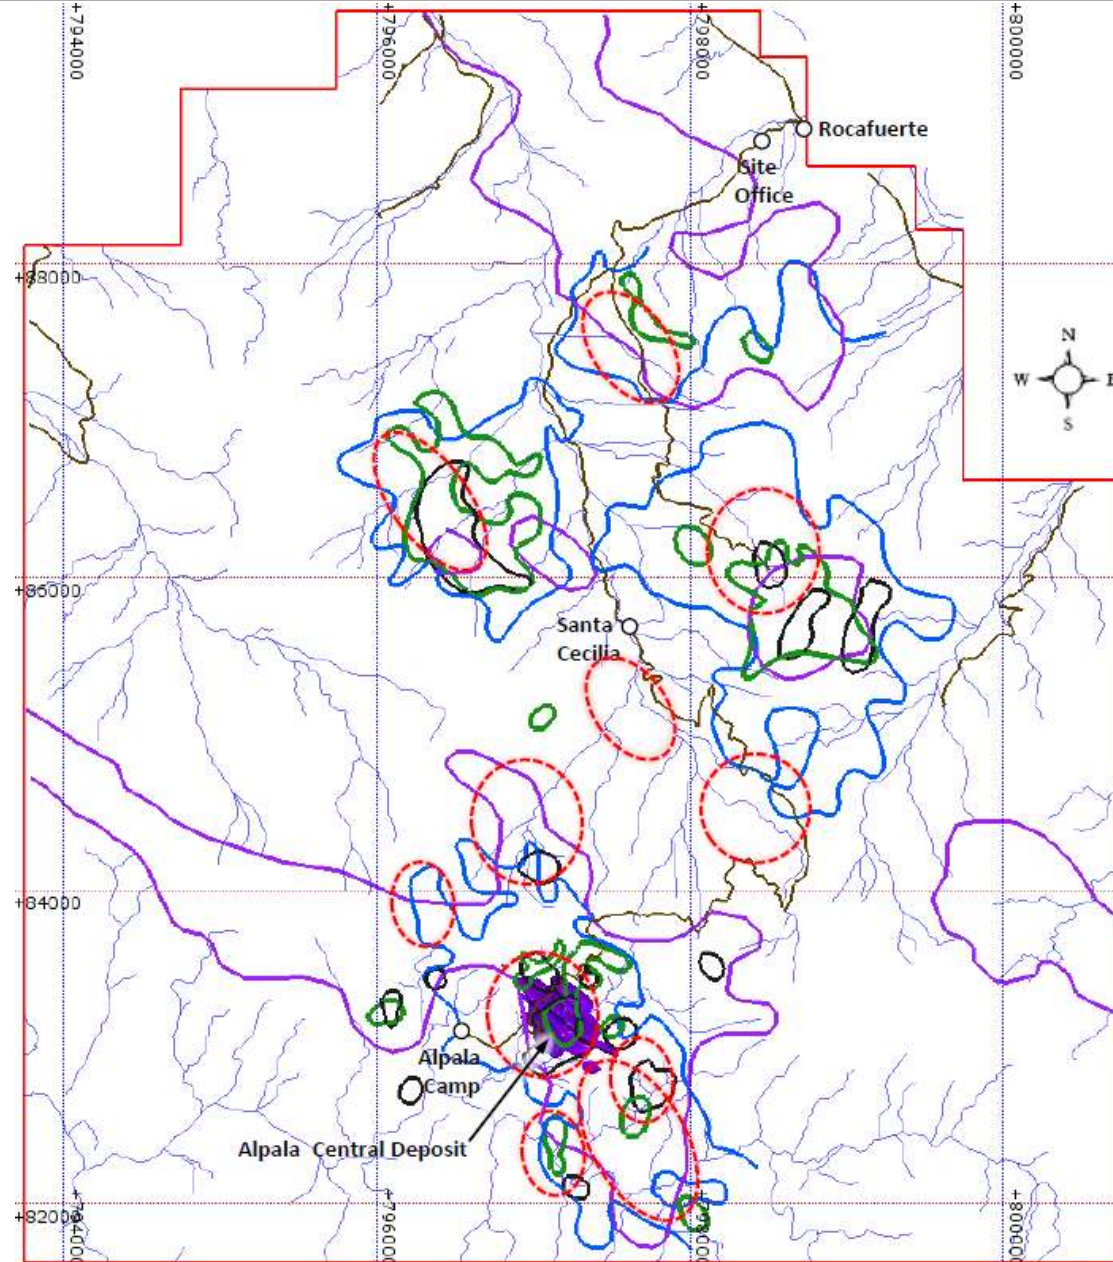 +794000
+796000
+798000
+800000
Rocafuerte
Site
Office
+88000
N
W
E
S
+86000
Santa
Cecilia
+84000
Alpala
Camp
Alpala Central Deposit
+82000
+794000
+796000
+798000